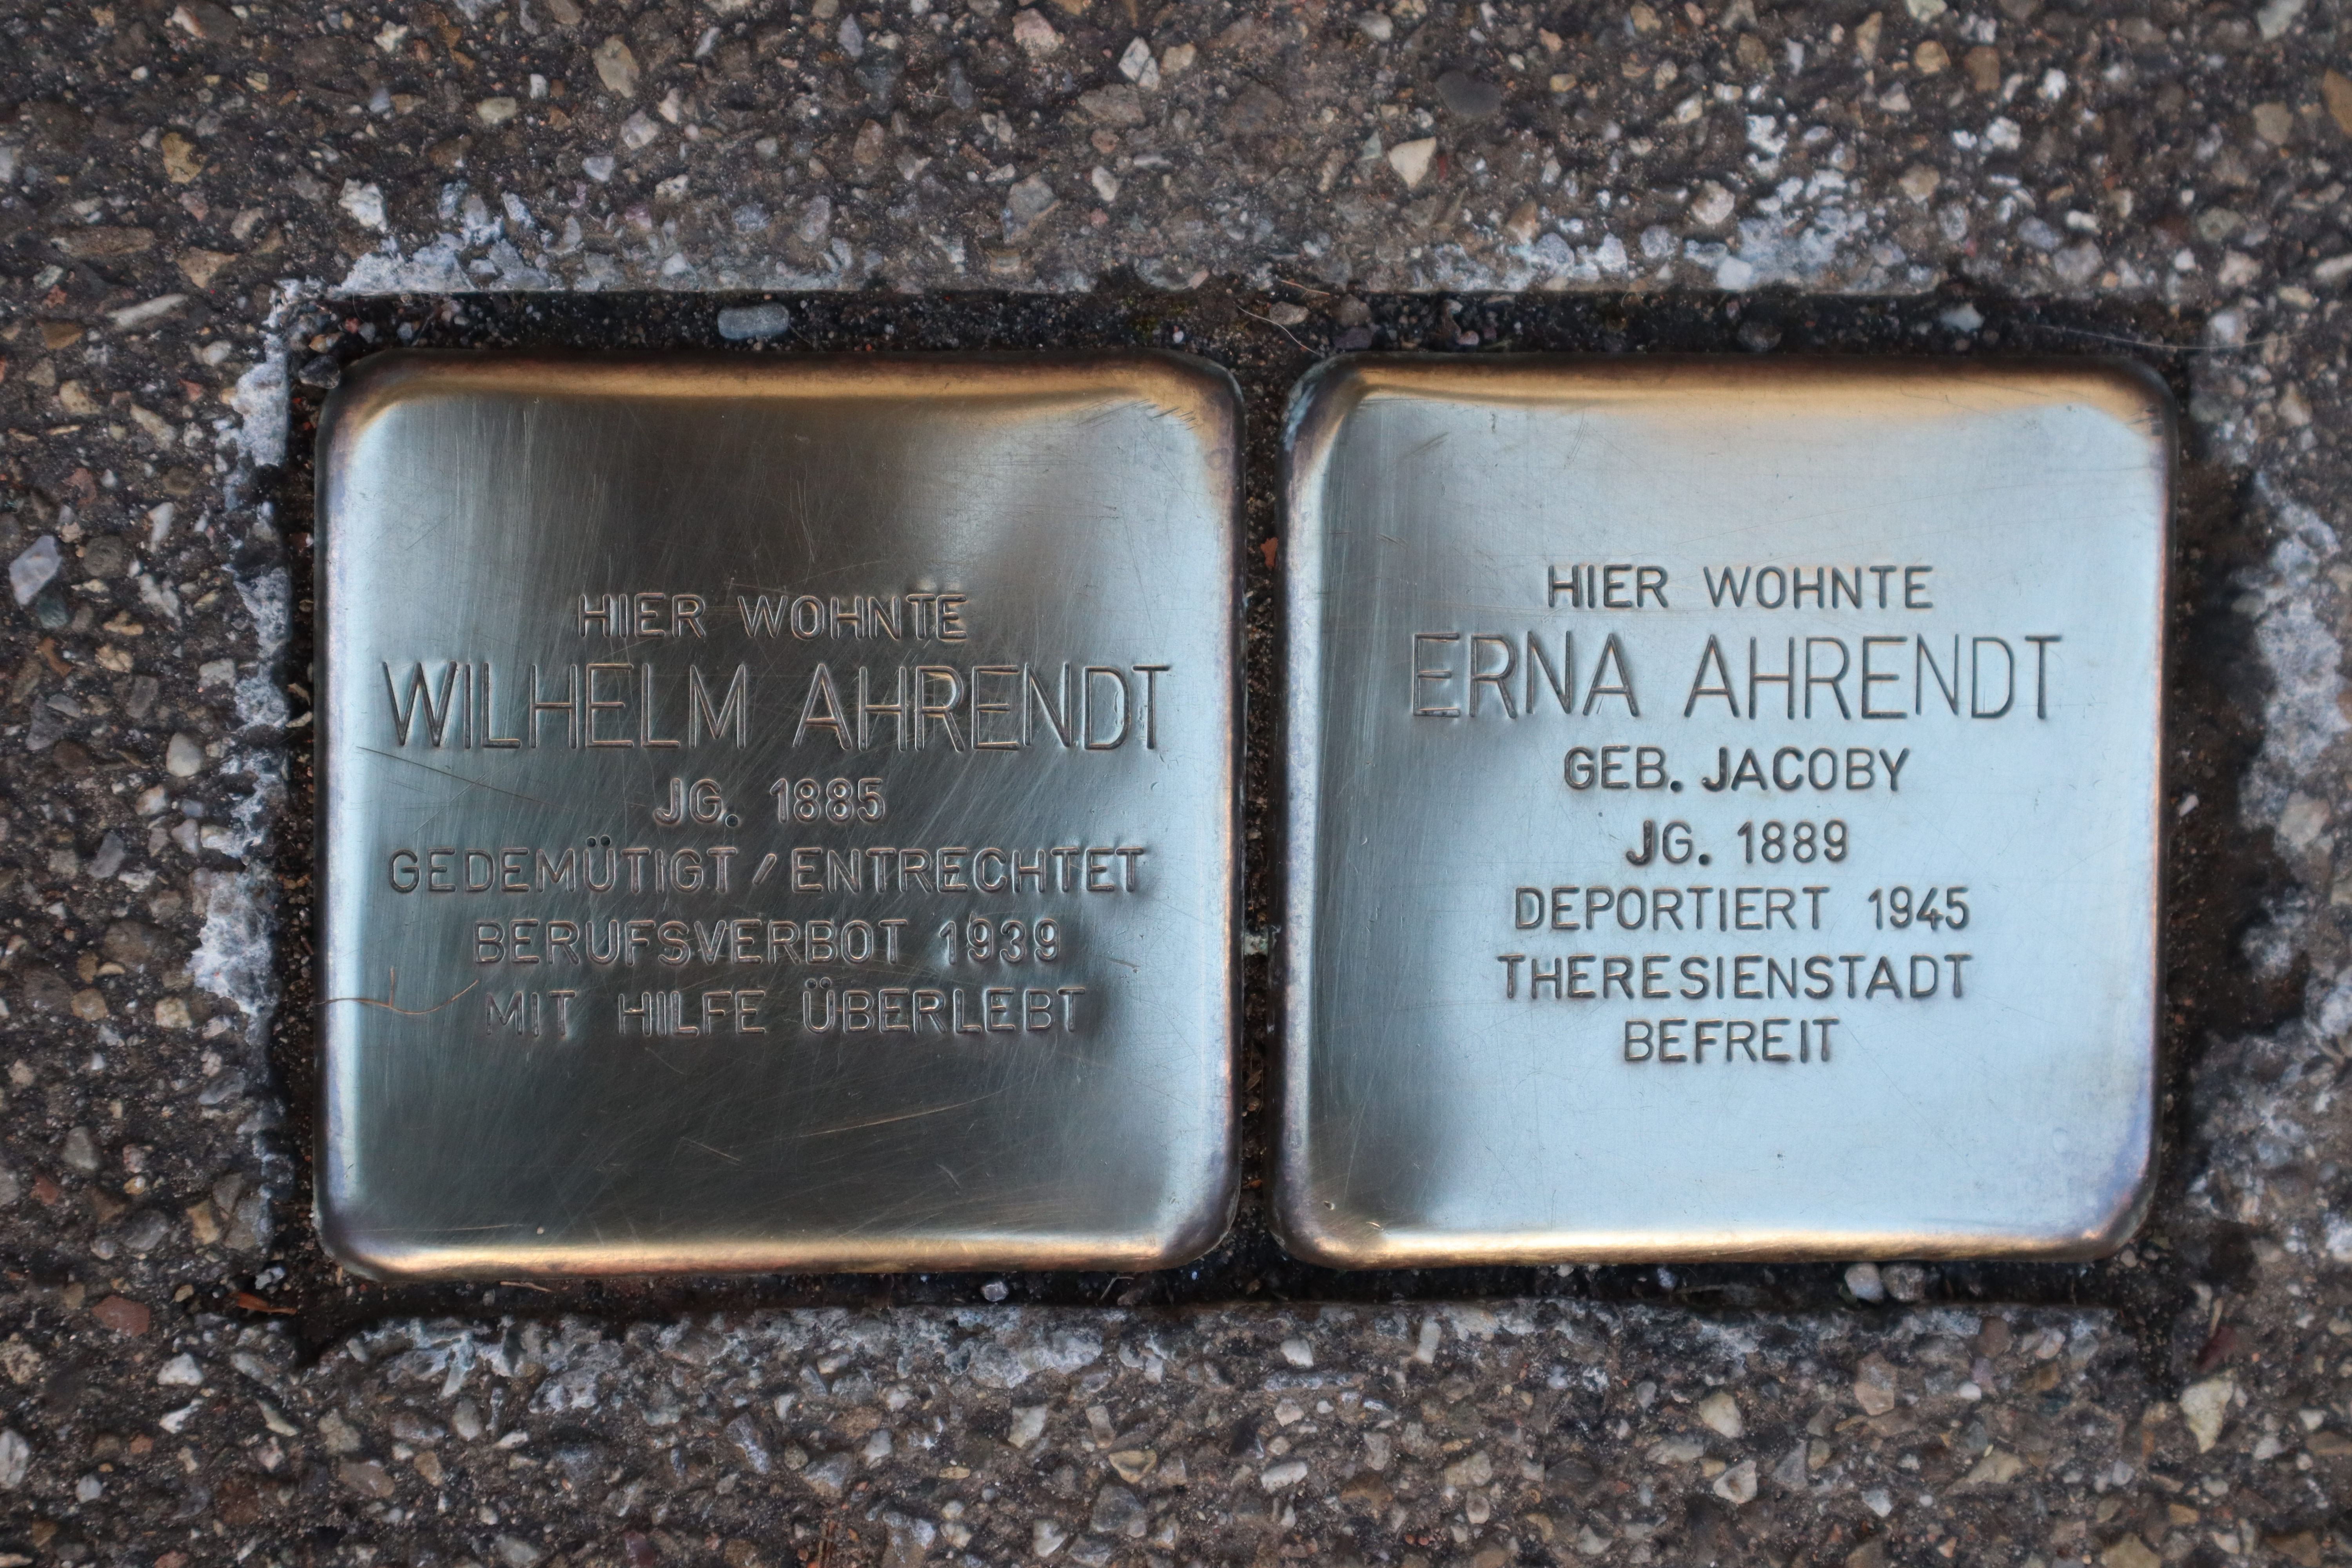 HIER WOHNTE
WILHELM AHRENDT
JG. 1885
GEDEMÜTIGT / ENTRECHTET
BERUFSVERBOT 1939
MIT HILFE ÜBERLEBT
HIER WOHNTE
ERNA AHRENDT
GEB. JACOBY
JG. 1889
DEPORTIERT 1945
THERESIENSTADT
BEFREIT